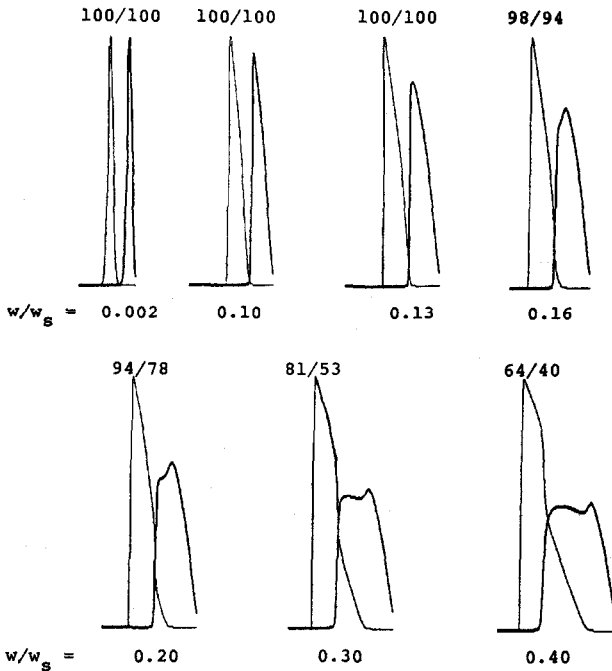 100/100 100/100 100/100 98/94
w/ws = 0.002 0.10 0.13 0.16
94/78 81/53 64/40
w/ws = 0.20 0.30 0.40